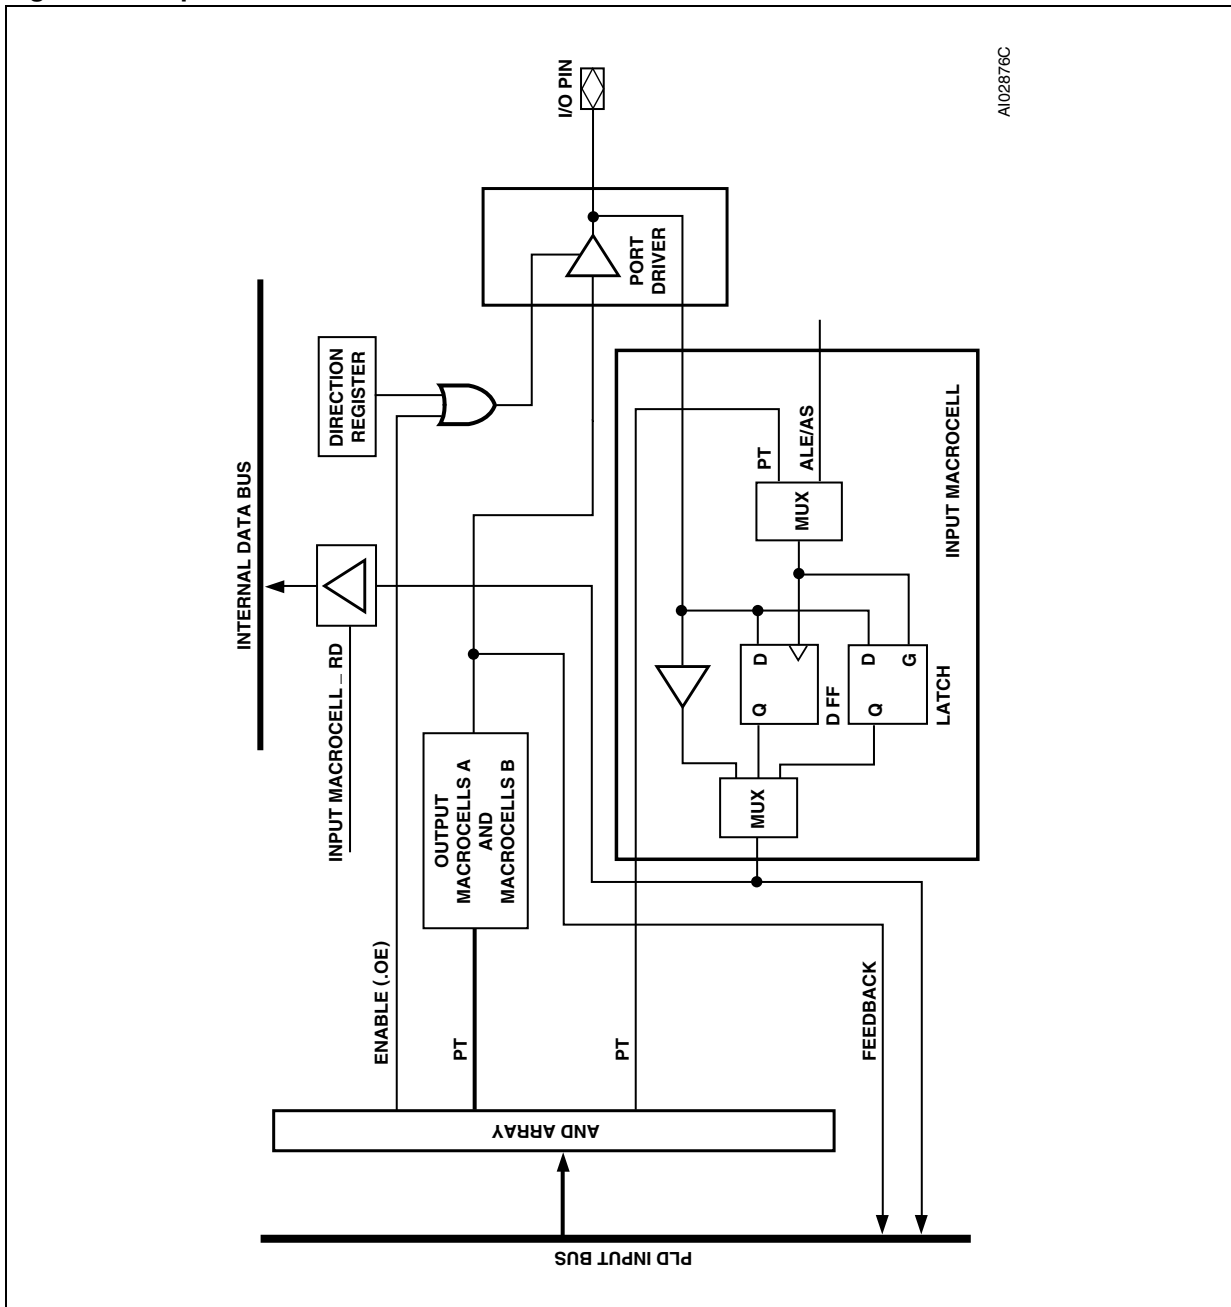 AI02876C
I/O PIN
PORT
DRIVER
DIRECTION
REGISTER
INTERNAL DATA BUS
INPUT MACROCELL_ RD
OUTPUT
MACROCELLS A
AND
MACROCELLS B
ENABLE (.OE)
PT
PT
FEEDBACK
AND ARRAY
PLD INPUT BUS
PT
ALE/AS
MUX
INPUT MACROCELL
D
Q
D FF
D
G
Q
LATCH
MUX